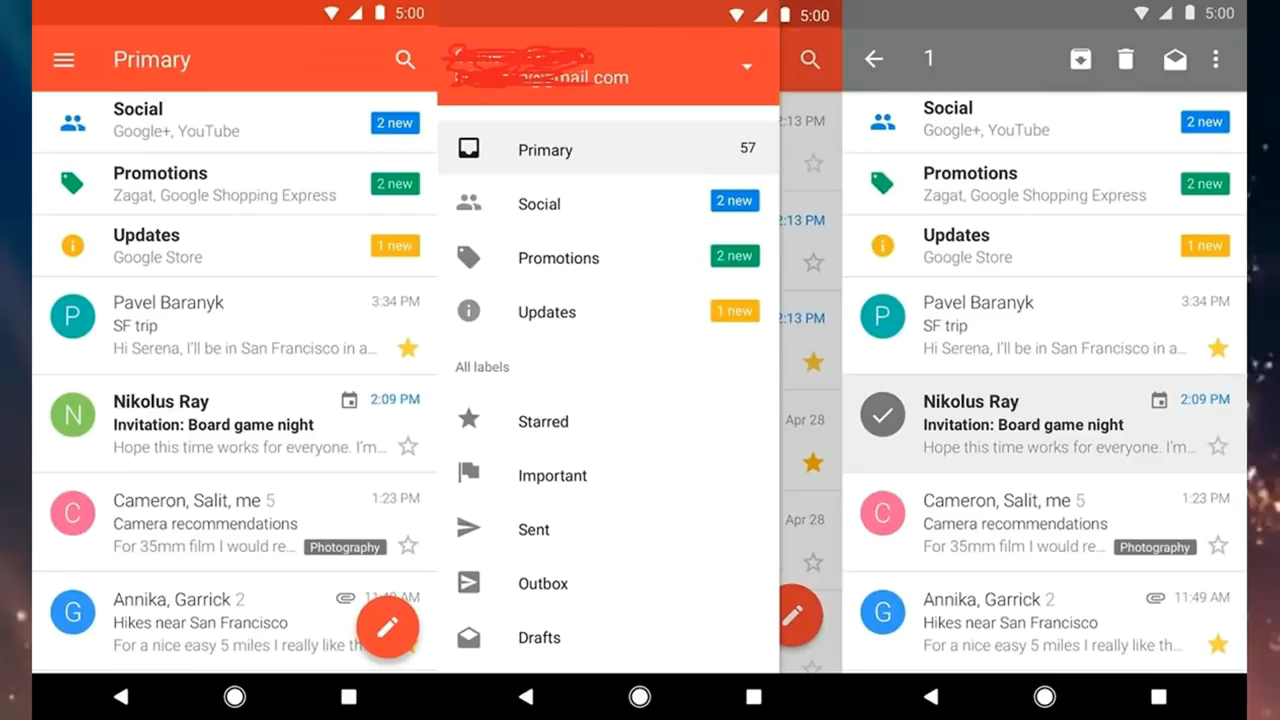 5:00
Primary
Social
Google+, YouTube
2 new
Promotions
Zagat, Google Shopping Express
2 new
Updates
Google Store
1 new
Pavel Baranyk
3:34 PM
SF trip
Hi Serena, I'll be in San Francisco in a...
Nikolus Ray
2:09 PM
Invitation: Board game night
Hope this time works for everyone. I'm...
Cameron, Salit, me 5
1:23 PM
Camera recommendations
For 35mm film I would re...
Photography
Annika, Garrick 2
Hikes near San Francisco
For a nice easy 5 miles I really like th
P
N
C
G
5:00
@gmail.com
Primary
57
Social
2 new
Promotions
2 new
Updates
1 new
All labels
Starred
Important
Sent
Outbox
Drafts
2:13 PM
2:13 PM
2:13 PM
Apr 28
Apr 28
5:00
1
Social
Google+, YouTube
2 new
Promotions
Zagat, Google Shopping Express
2 new
Updates
Google Store
1 new
P
Pavel Baranyk
3:34 PM
SF trip
Hi Serena, I'll be in San Francisco in a...
Nikolus Ray
2:09 PM
Invitation: Board game night
Hope this time works for everyone. I'm...
C
Cameron, Salit, me 5
1:23 PM
Camera recommendations
For 35mm film I would re...
Photography
G
Annika, Garrick 2
11:49 AM
Hikes near San Francisco
For a nice easy 5 miles I really like th...